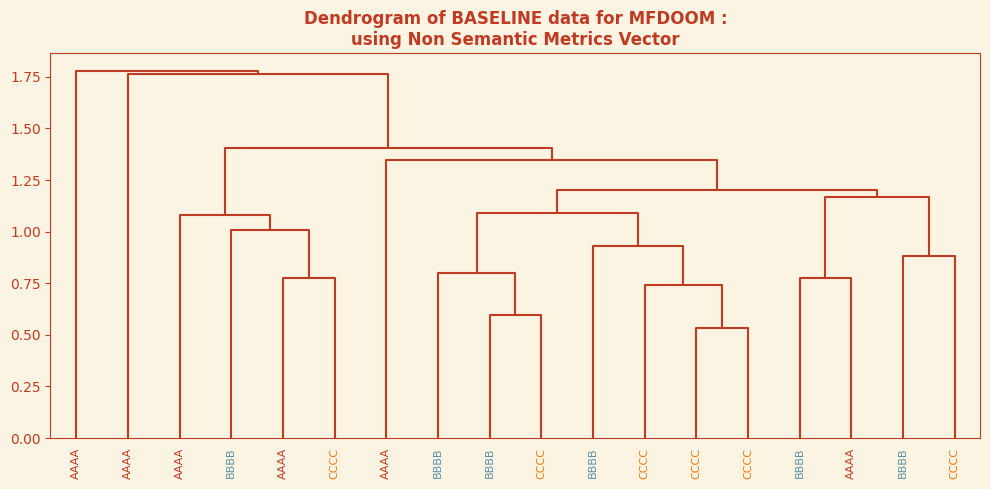 Dendrogram of BASELINE data for MFDOOM :
using Non Semantic Metrics Vector
1.75
1.50
1.25
1.00
0.75
0.50
0.25
0.00
AAAA
AAAA
AAAA
BBBB
AAAA
CCCC
AAAA
BBBB
BBBB
CCCC
BBBB
CCCC
CCCC
CCCC
BBBB
AAAA
BBBB
CCCC